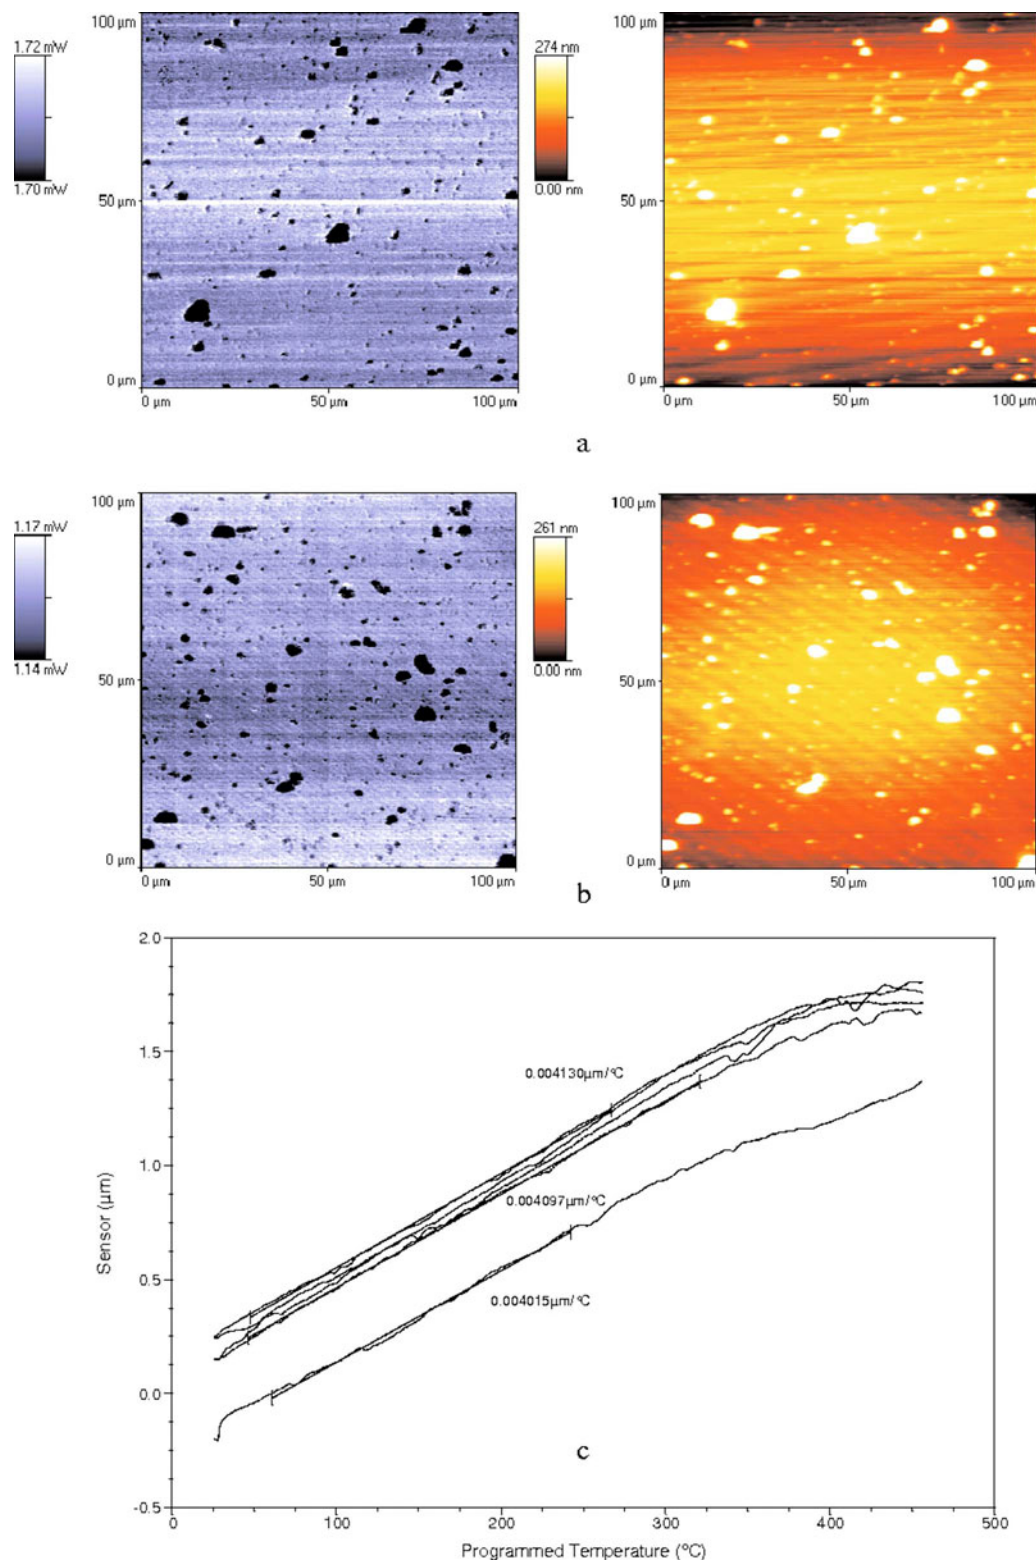 100 µm
1.72 mW
1.70 mW
50 µm
0 µm
0 µm
50 µm
100 µm
100 µm
274 nm
0.00 nm
50 µm
0 µm
0 µm
50 µm
100 µm
a
100 µm
1.17 mW
1.14 mW
50 µm
0 µm
0 µm
50 µm
100 µm
100 µm
261 nm
0.00 nm
50 µm
0 µm
0 µm
50 µm
100 µm
b
2.0
1.5
1.0
0.5
0.0
-0.5
Sensor (µm)
0.004130µm/°C
0.004097µm/°C
0.004015µm/°C
c
0
100
200
300
400
500
Programmed Temperature (°C)